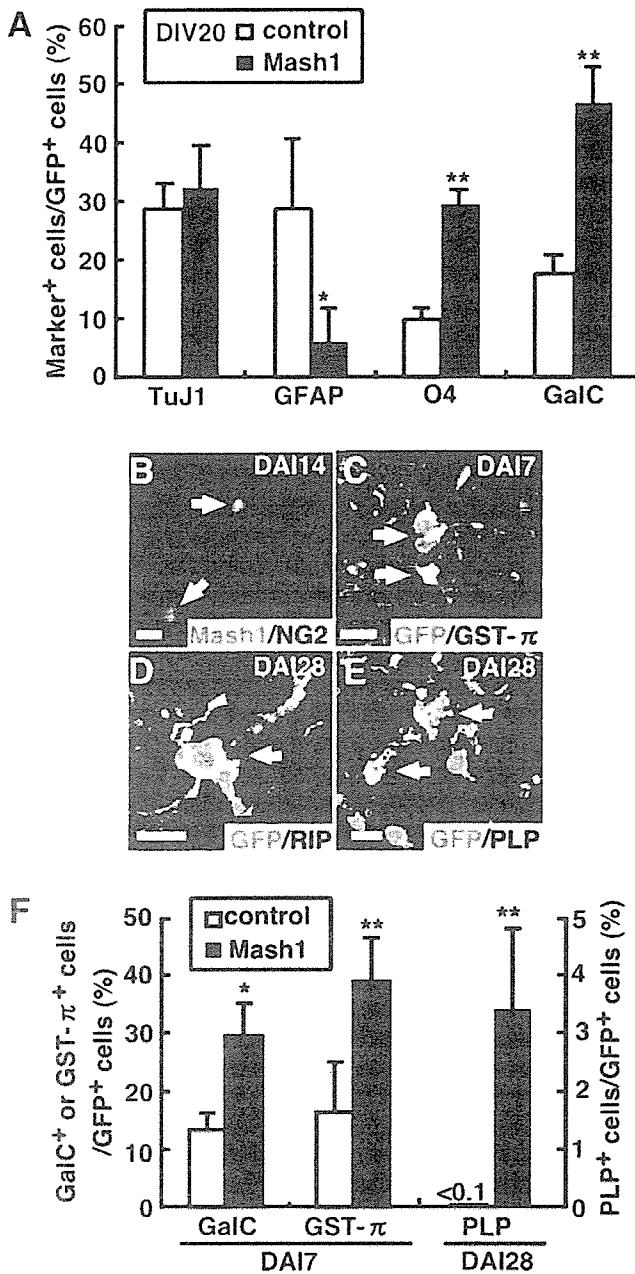 A
DIV20
control
Mash1
Marker+ cells/GFP+ cells (%)
60
50
40
30
20
10
0
**
**
*
TuJ1 GFAP O4 GalC
B DAI14
Mash1/NG2
C DAI7
GFP/GST-π
D DAI28
GFP/RIP
E DAI28
GFP/PLP
F
control
Mash1
GalC+ or GST-π+ cells
/GFP+ cells (%)
50
40
30
20
10
0
*
**
**
<0.1
5
4
3
2
1
0
PLP+ cells/GFP+ cells (%)
GalC GST-π PLP
DAI7 DAI28